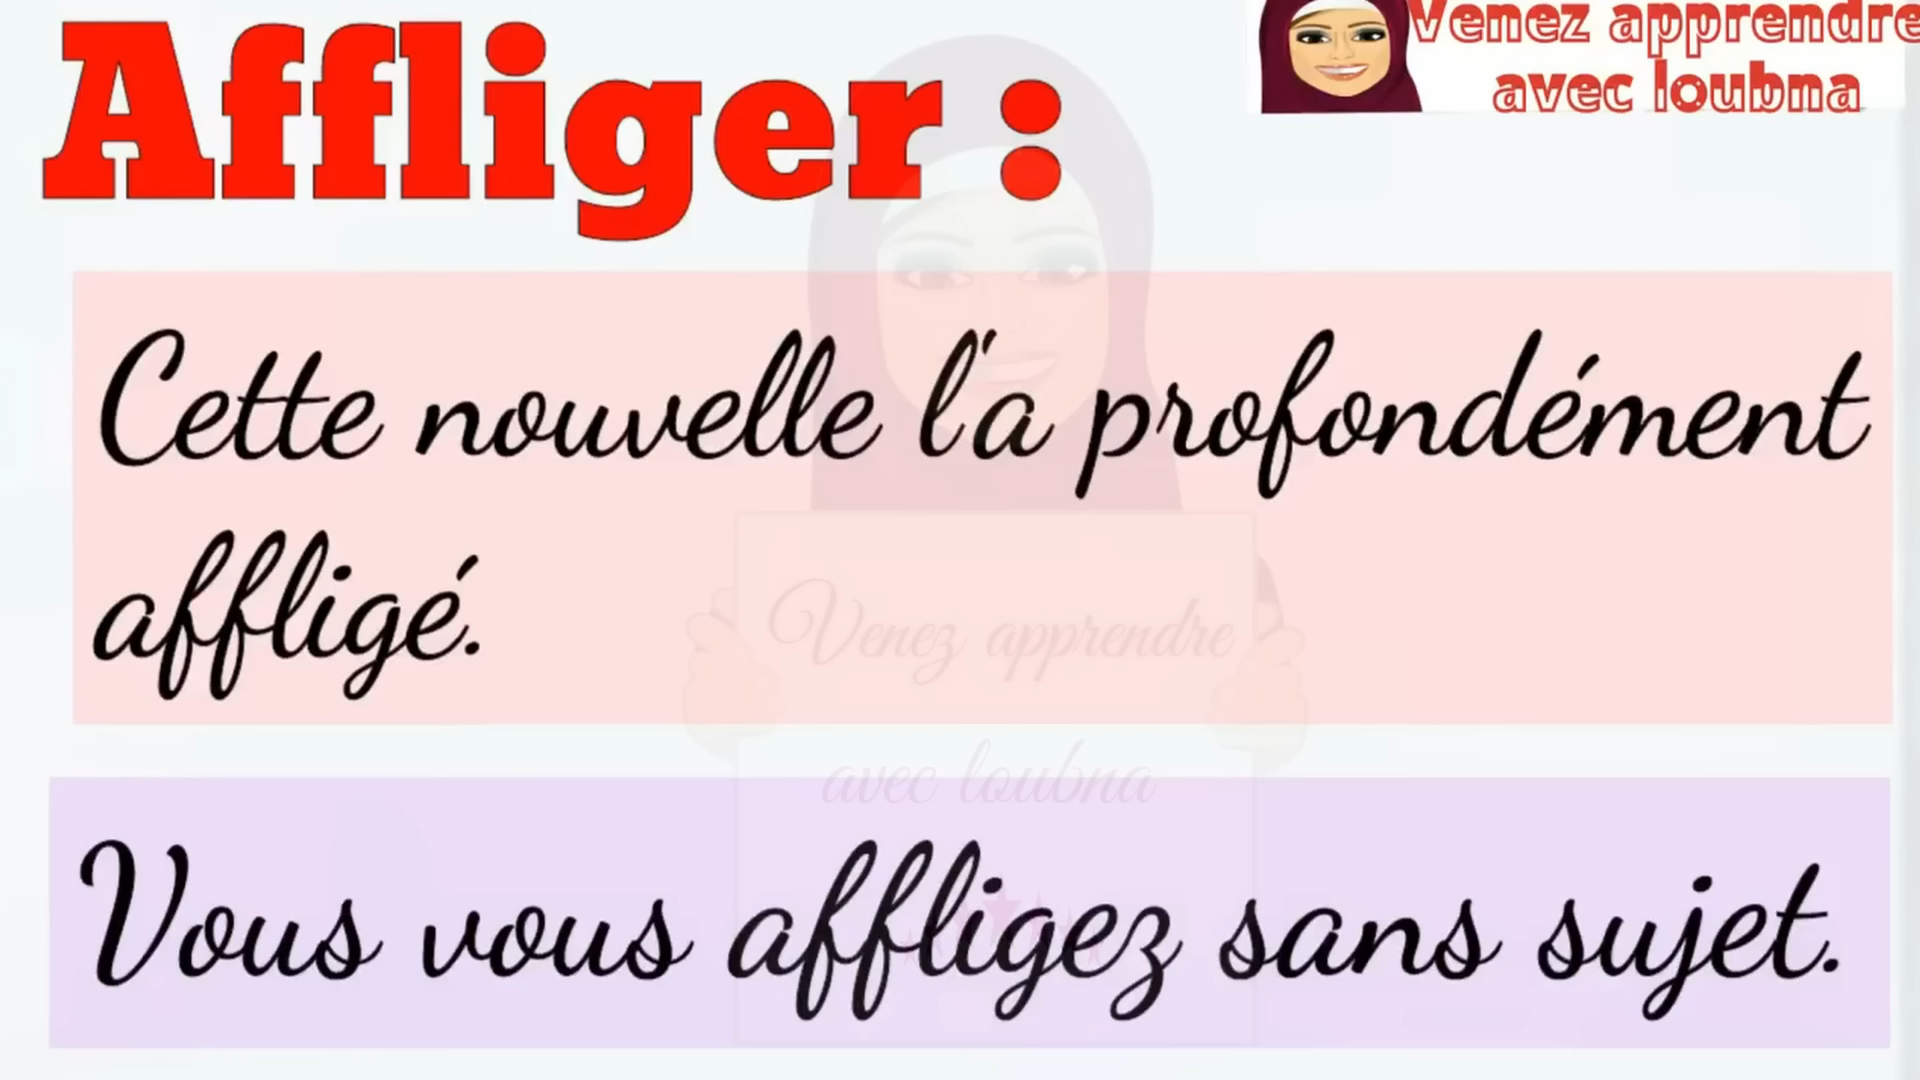 Affliger :
Venez apprendre
avec loubna
Cette nouvelle l'a profondément
affligé.
Venez apprendre
avec loubna
Vous vous affligez sans sujet.